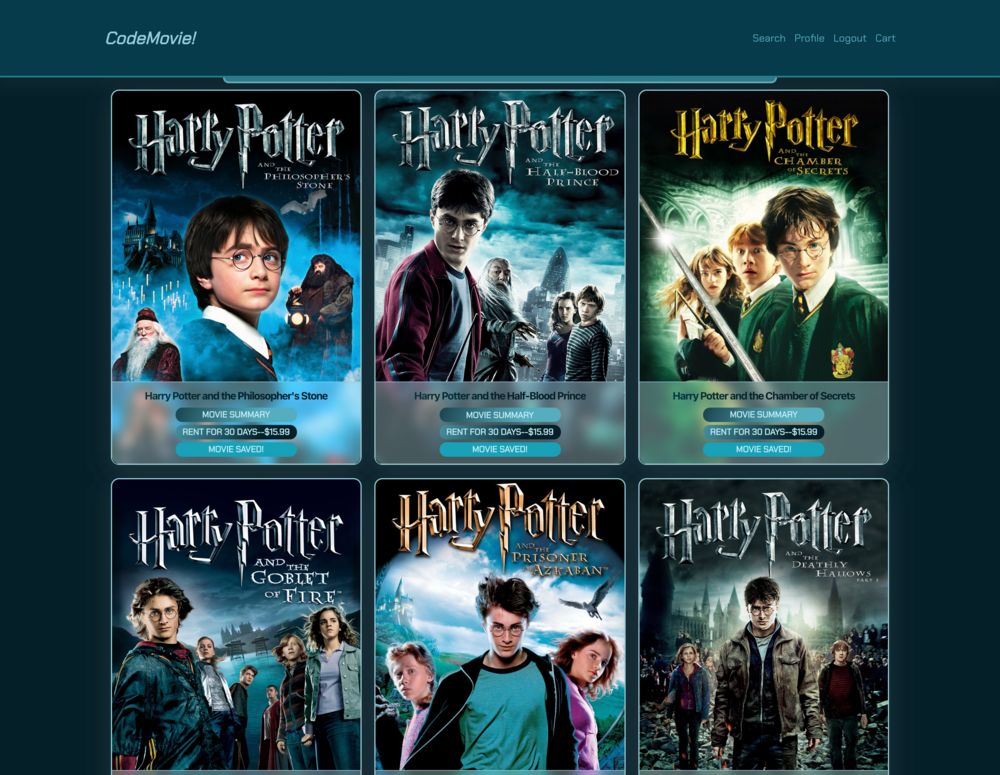 CodeMovie!
Search Profile Logout Cart
Harry Potter
AND THE
PHILOSOPHER'S
STONE
Harry Potter
AND THE
HALF-BLOOD
PRINCE
Harry Potter
AND THE
CHAMBER
OF SECRETS
Harry Potter and the Philosopher's Stone
MOVIE SUMMARY
RENT FOR 30 DAYS--$15.99
MOVIE SAVED!
Harry Potter and the Half-Blood Prince
MOVIE SUMMARY
RENT FOR 30 DAYS--$15.99
MOVIE SAVED!
Harry Potter and the Chamber of Secrets
MOVIE SUMMARY
RENT FOR 30 DAYS--$15.99
MOVIE SAVED!
Harry Potter
AND THE
GOBLET
OF FIRE
Harry Potter
AND THE
PRISONER
OF AZKABAN
Harry Potter
AND THE
DEATHLY
HALLOWS